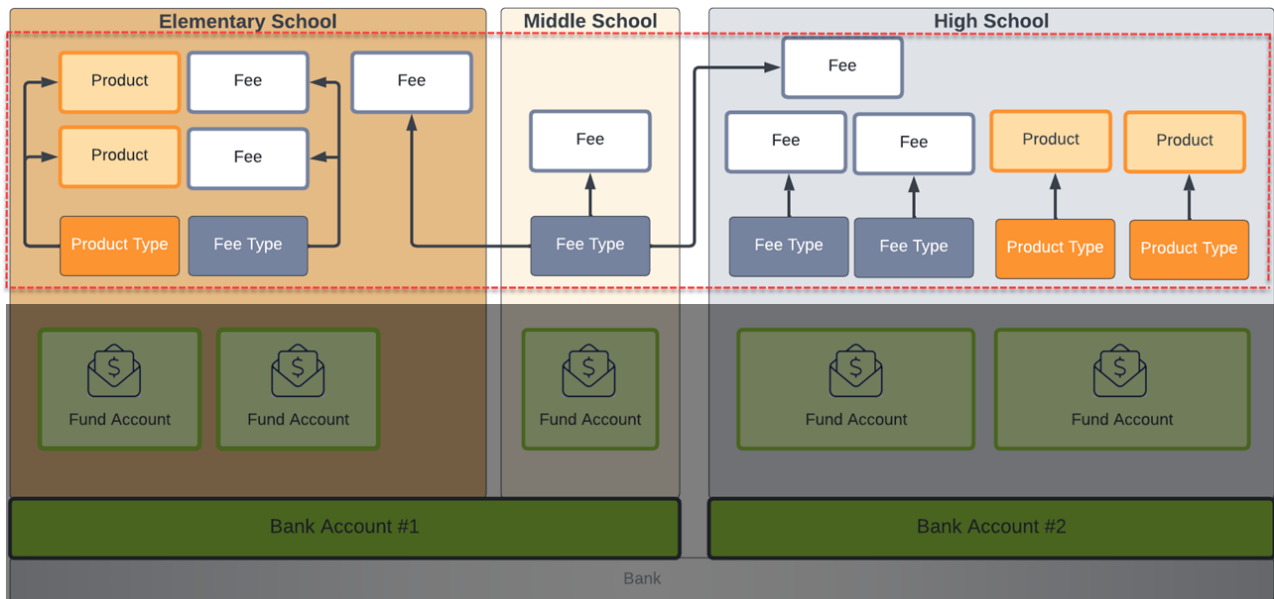 Elementary School
Middle School
High School
Product
Fee
Fee
Fee
Product
Fee
Fee
Fee
Fee
Product
Product
Product Type
Fee Type
Fee Type
Fee Type
Fee Type
Product Type
Product Type
$
Fund Account
$
Fund Account
$
Fund Account
$
Fund Account
$
Fund Account
Bank Account #1
Bank Account #2
Bank